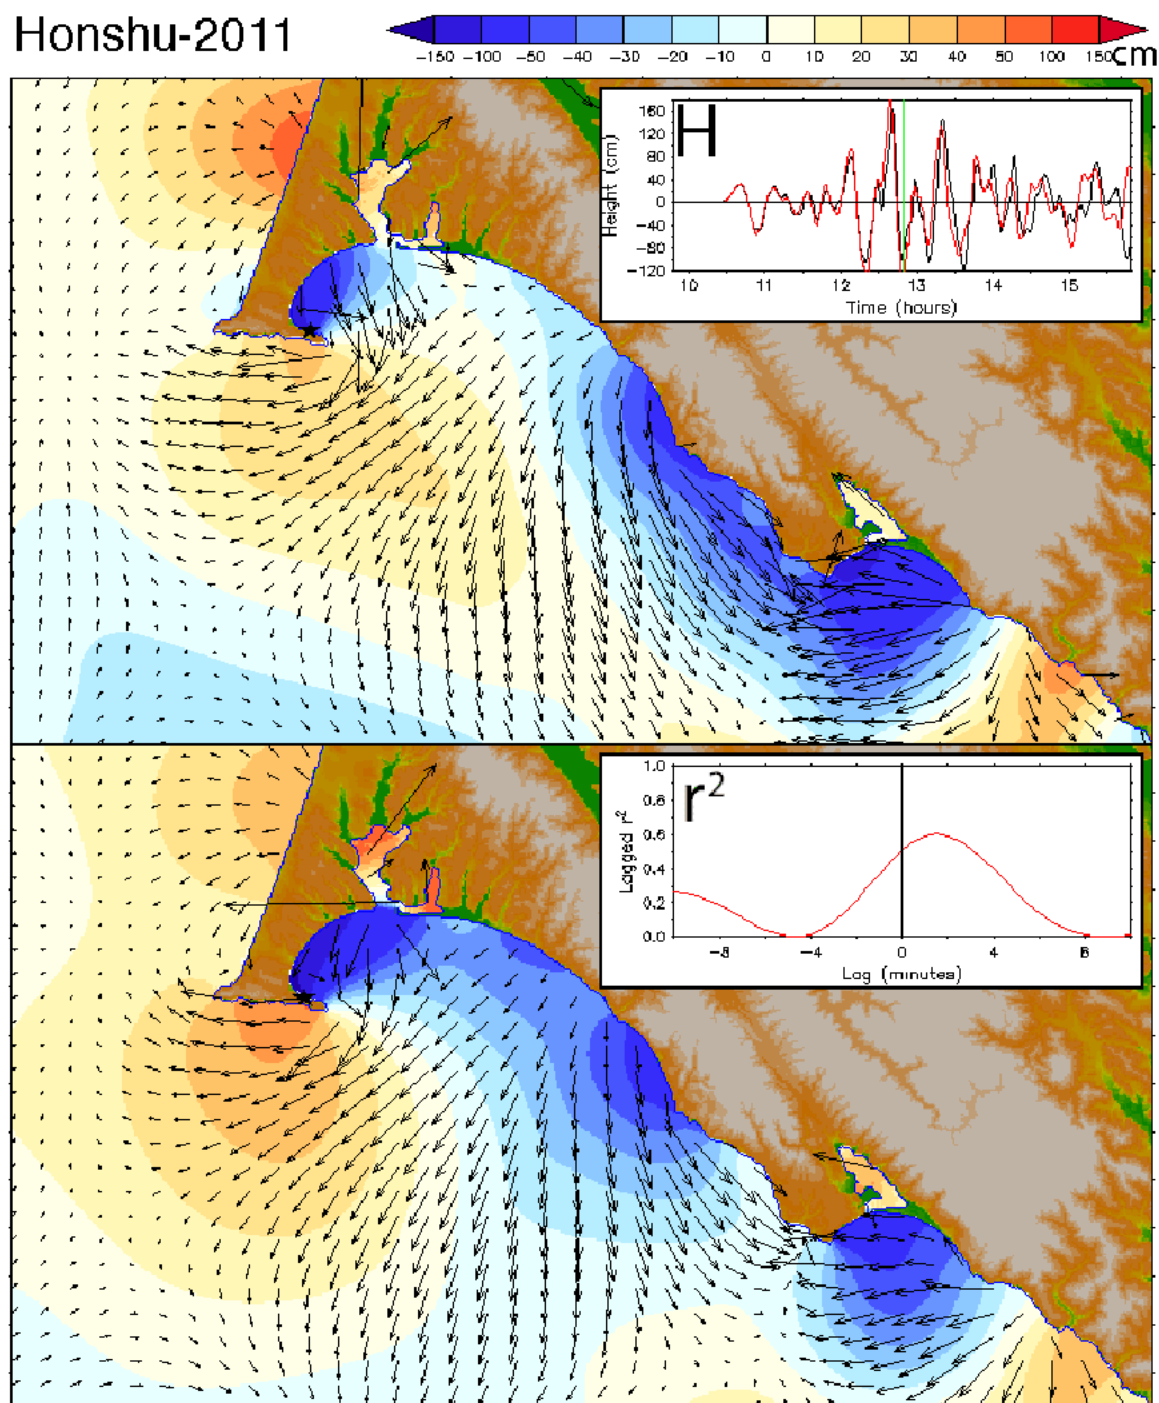 Honshu-2011
-150 -100 -50 -40 -30 -20 -10 0 10 20 30 40 50 100 150 cm
H
Height (cm)
160
120
80
40
0
-40
-80
-120
10 11 12 13 14 15
Time (hours)
r²
Lagged r²
1.0
0.8
0.6
0.4
0.2
0.0
-8 -4 0 4 8
Lag (minutes)